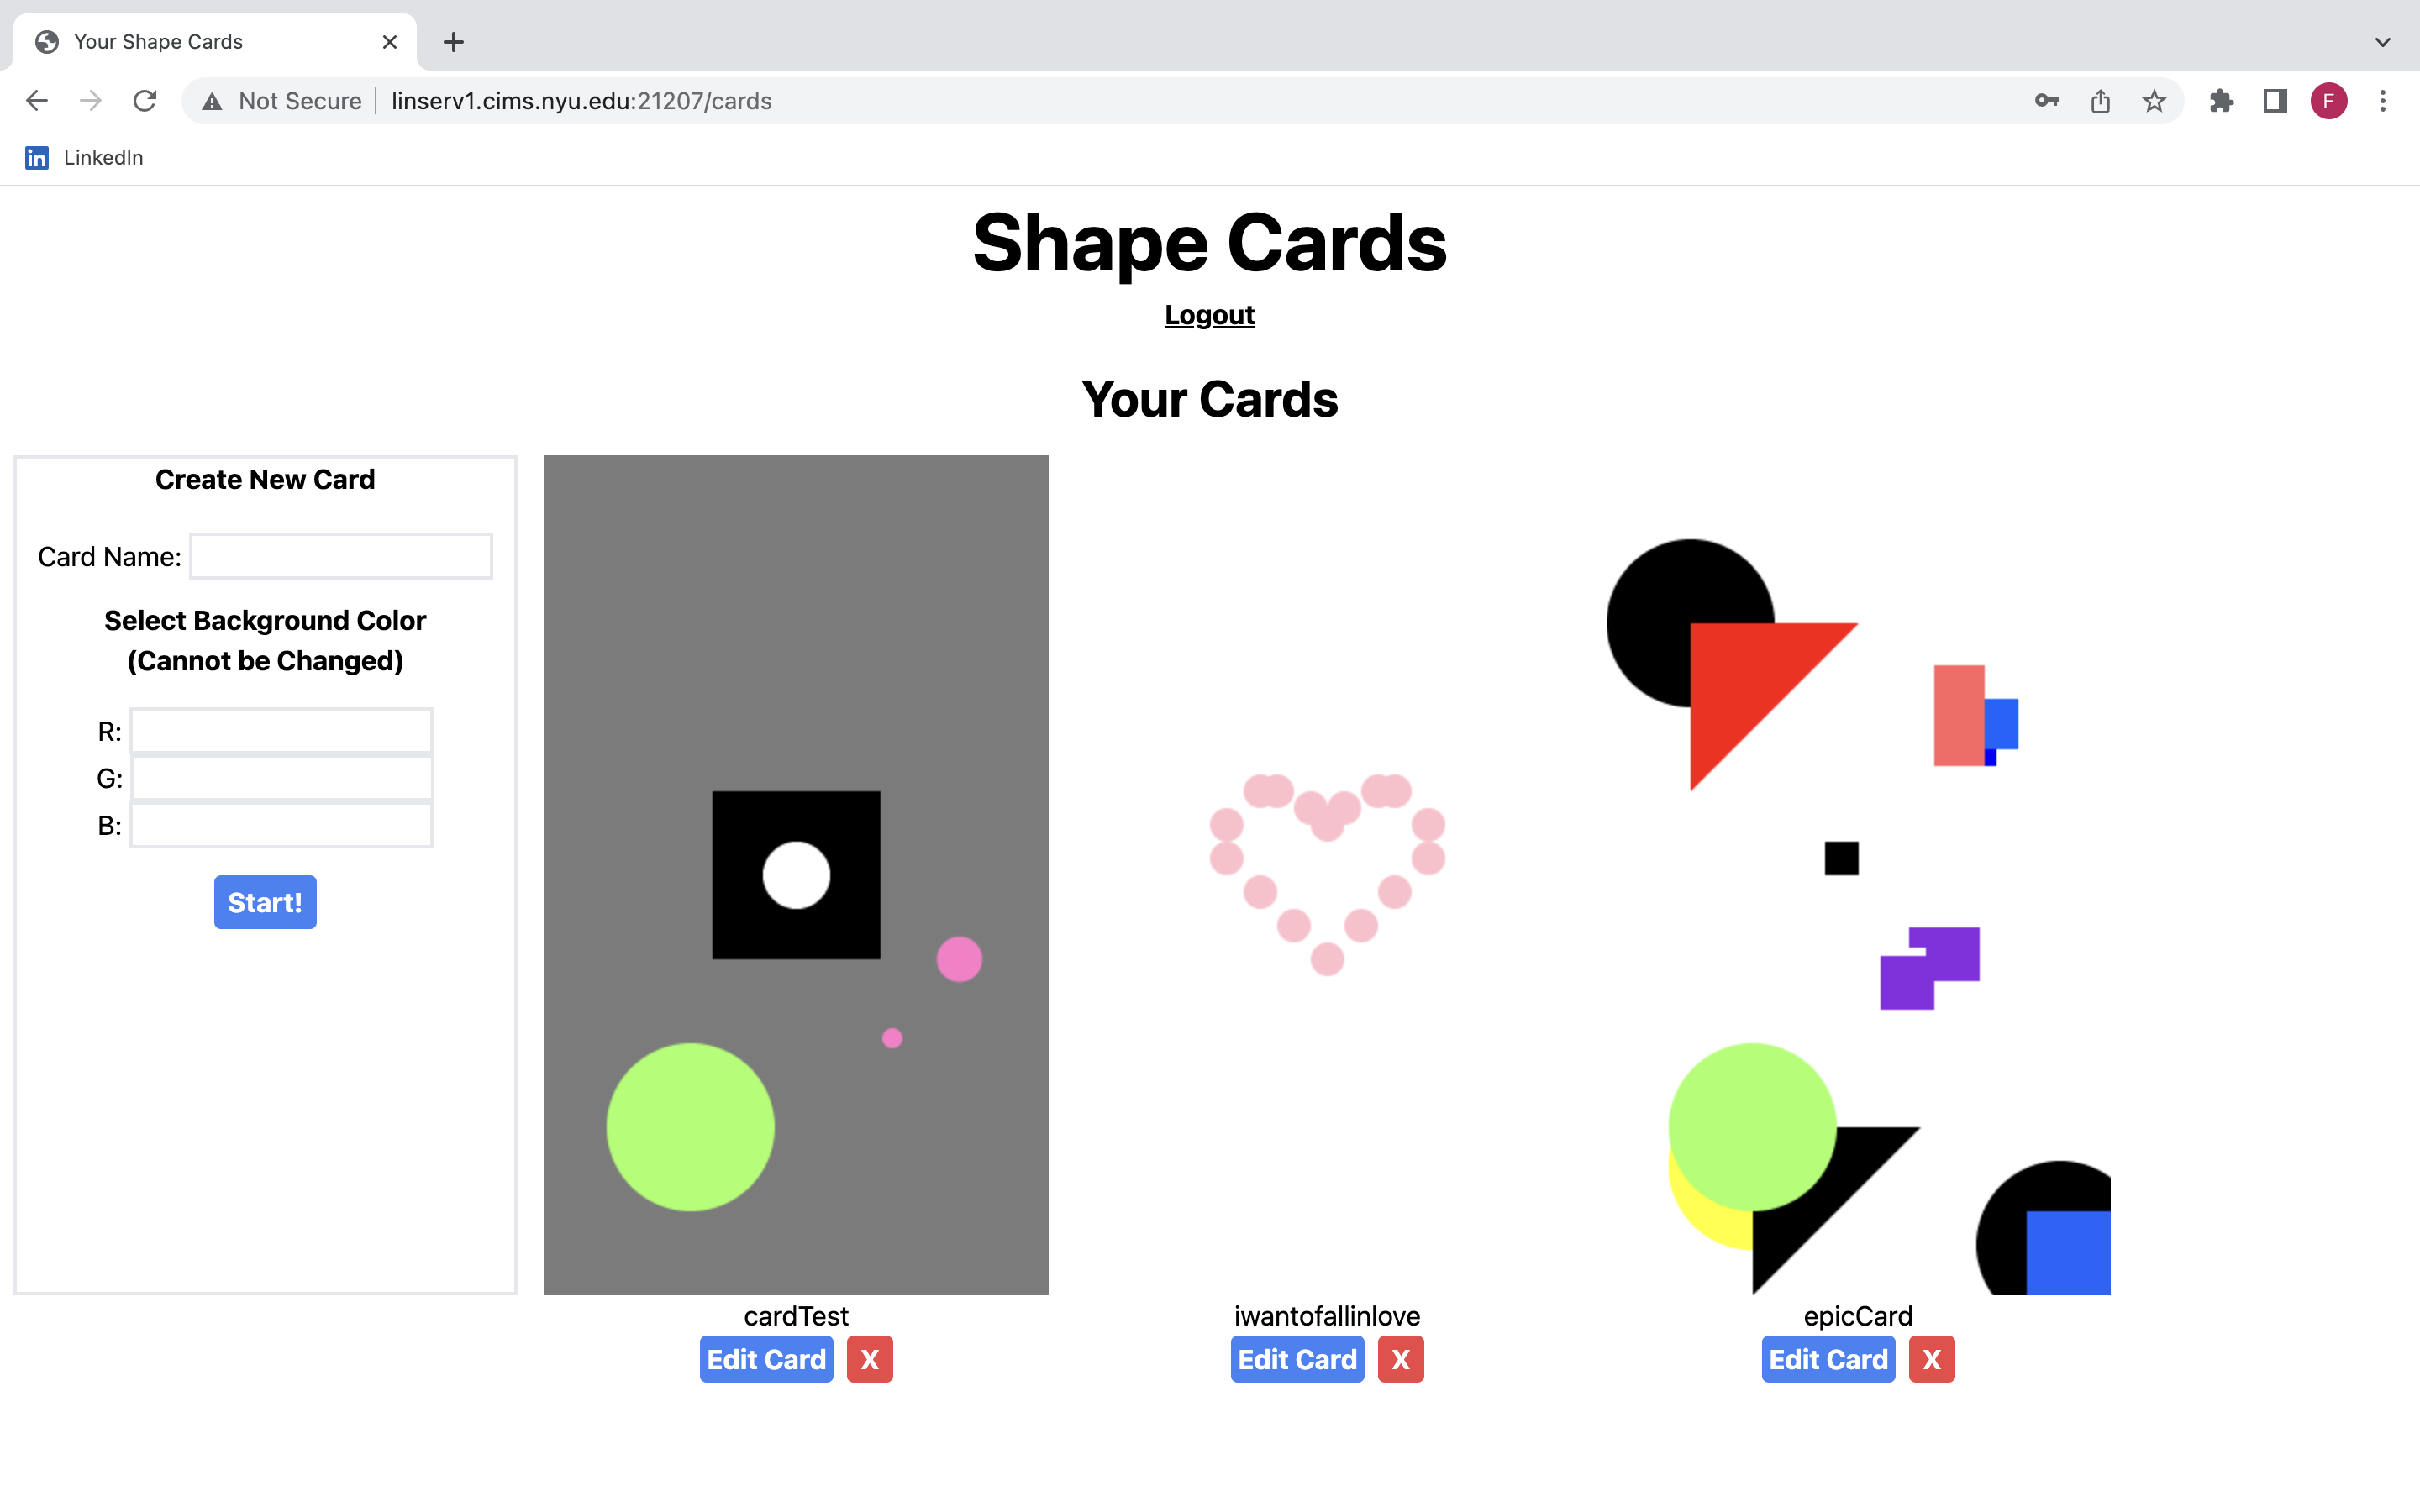 Your Shape Cards
Not Secure linserv1.cims.nyu.edu:21207/cards
F
in LinkedIn
Shape Cards
Logout
Your Cards
Create New Card
Card Name:
Select Background Color
(Cannot be Changed)
R:
G:
B:
Start!
cardTest
Edit Card X
iwantofallinlove
Edit Card X
epicCard
Edit Card X